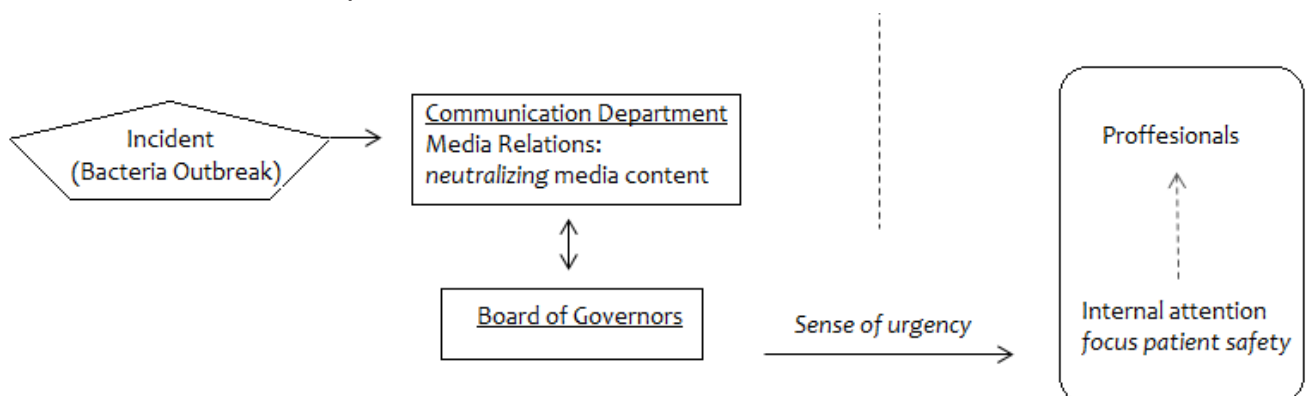 Incident
(Bacteria Outbreak)
Communication Department
Media Relations:
neutralizing media content
Board of Governors
Sense of urgency
Proffesionals
Internal attention
focus patient safety